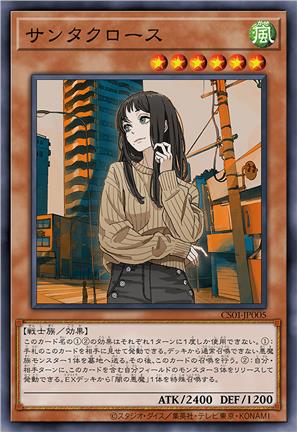 サンタクロース
風
かぜ
CS01-JP005
【戦士族/効果】
このカード名の①②の効果はそれぞれ1ターンに1度しか使用できない。①:
手札のこのカードを相手に見せて発動できる。デッキから通常召喚できない悪魔
族モンスター1体を墓地へ送る。その後、このカードの召喚を行う。②:自分・
相手ターンに、このカードを含む自分フィールドのモンスター3体をリリースして
発動できる。EXデッキから「闇の悪魔」1体を特殊召喚する。
ATK/2400 DEF/1200
©スタジオ・ダイス/集英社・テレビ東京・KONAMI